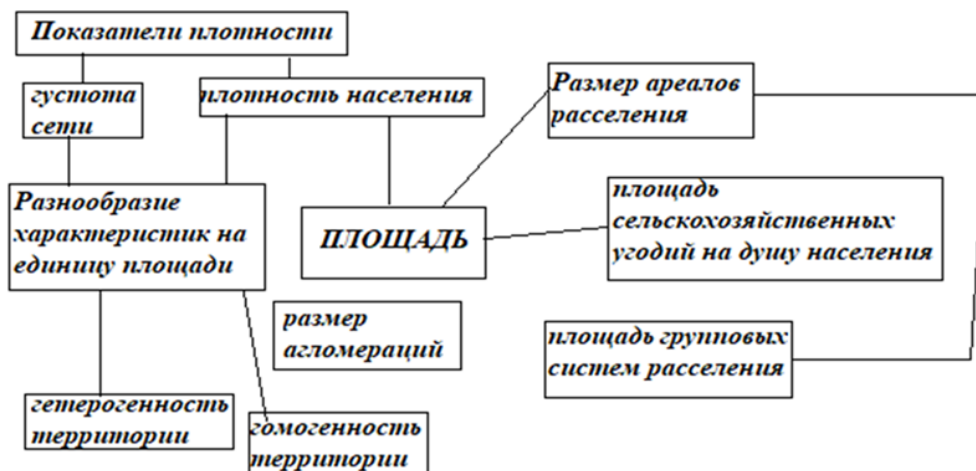 Показатели плотности
густота
сети
плотность населения
Размер ареалов
расселения
Разнообразие
характеристик на
единицу площади
ПЛОЩАДЬ
площадь
сельскохозяйственных
угодий на душу населения
размер
агломераций
площадь групповых
систем расселения
гетерогенность
территории
гомогенность
территории